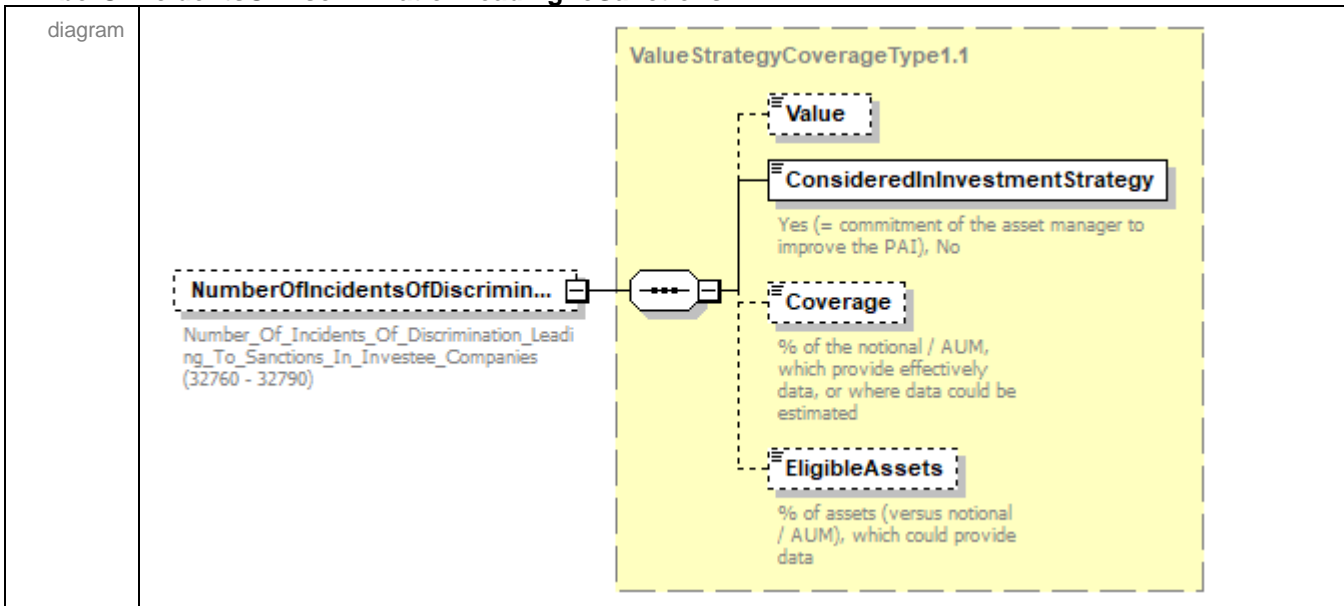 diagram
ValueStrategyCoverageType1.1
Value
ConsideredInInvestmentStrategy
Yes (= commitment of the asset manager to
improve the PAI), No
NumberOfIncidentsOfDiscrimin...
Number_Of_Incidents_Of_Discrimination_Leadi
ng_To_Sanctions_In_Investee_Companies
(32760 - 32790)
Coverage
% of the notional / AUM,
which provide effectively
data, or where data could be
estimated
EligibleAssets
% of assets (versus notional
/ AUM), which could provide
data